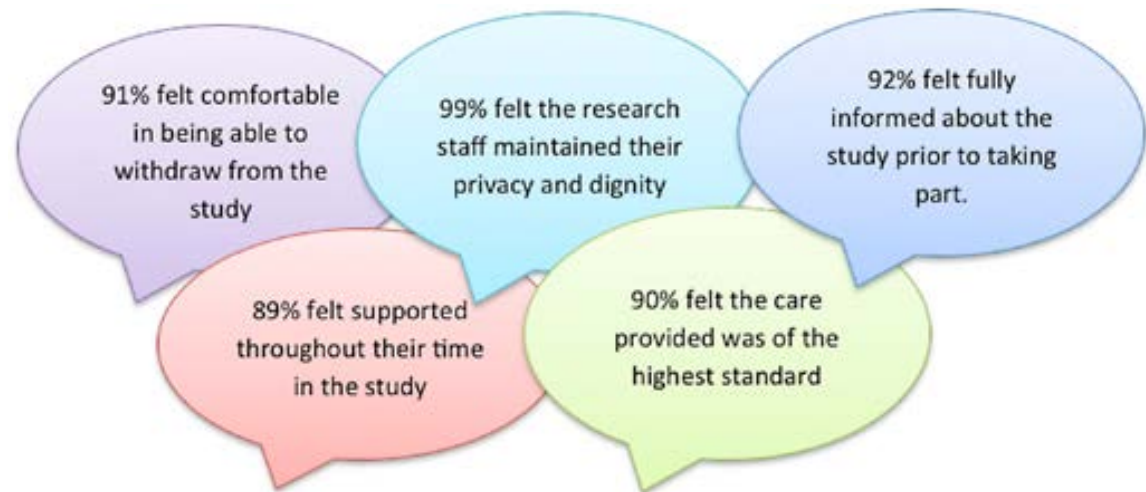 91% felt comfortable
in being able to
withdraw from the
study
99% felt the research
staff maintained their
privacy and dignity
92% felt fully
informed about the
study prior to taking
part.
89% felt supported
throughout their time
in the study
90% felt the care
provided was of the
highest standard